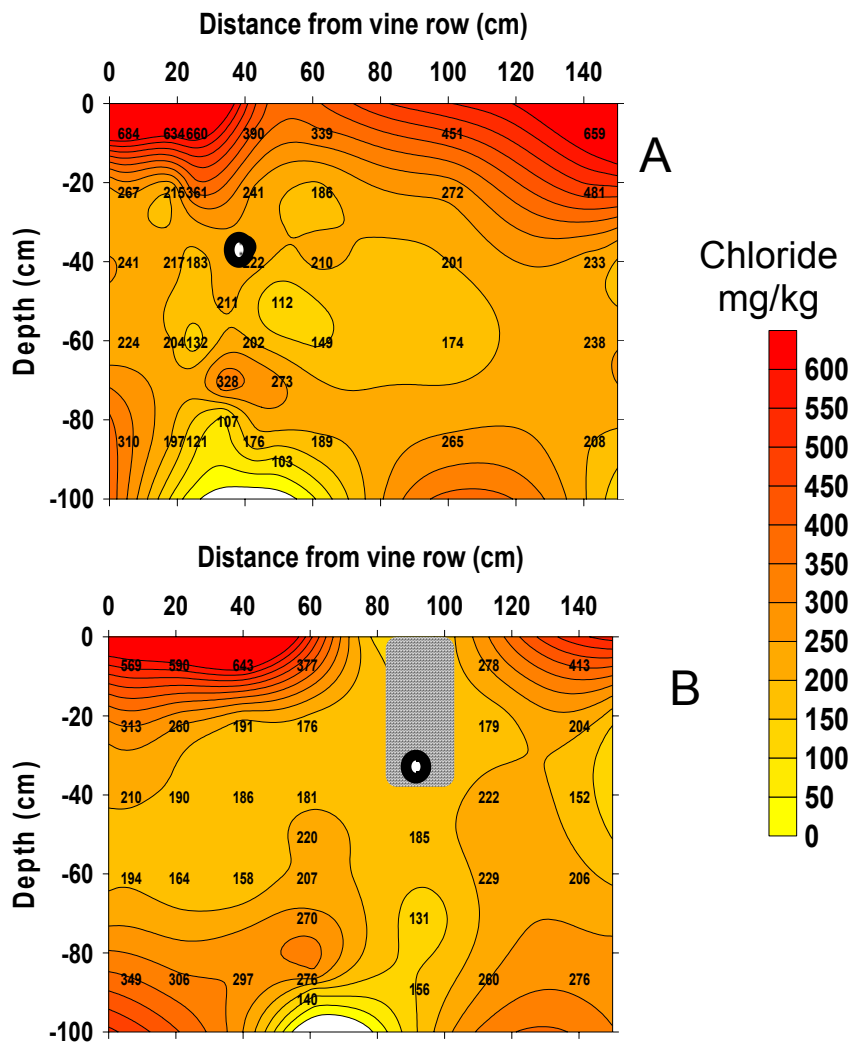 Distance from vine row (cm)
0 20 40 60 80 100 120 140
0
A
684 634 660 390 339 451 659
-20
267 215 361 241 186 272 481
Depth (cm)
-40
241 217 183 222 210 201 233
211 112
-60
224 204 132 202 149 174 238
328 273
-80
107
310 197 121 176 189 265 208
103
-100
Chloride
mg/kg
600
550
500
450
400
350
300
250
200
150
100
50
0
Distance from vine row (cm)
0 20 40 60 80 100 120 140
0
B
569 590 643 377 278 413
-20
313 260 191 176 179 204
Depth (cm)
-40
210 190 186 181 222 152
220 185
-60
194 164 158 207 229 206
270 131
-80
349 306 297 276 260 276
140 156
-100